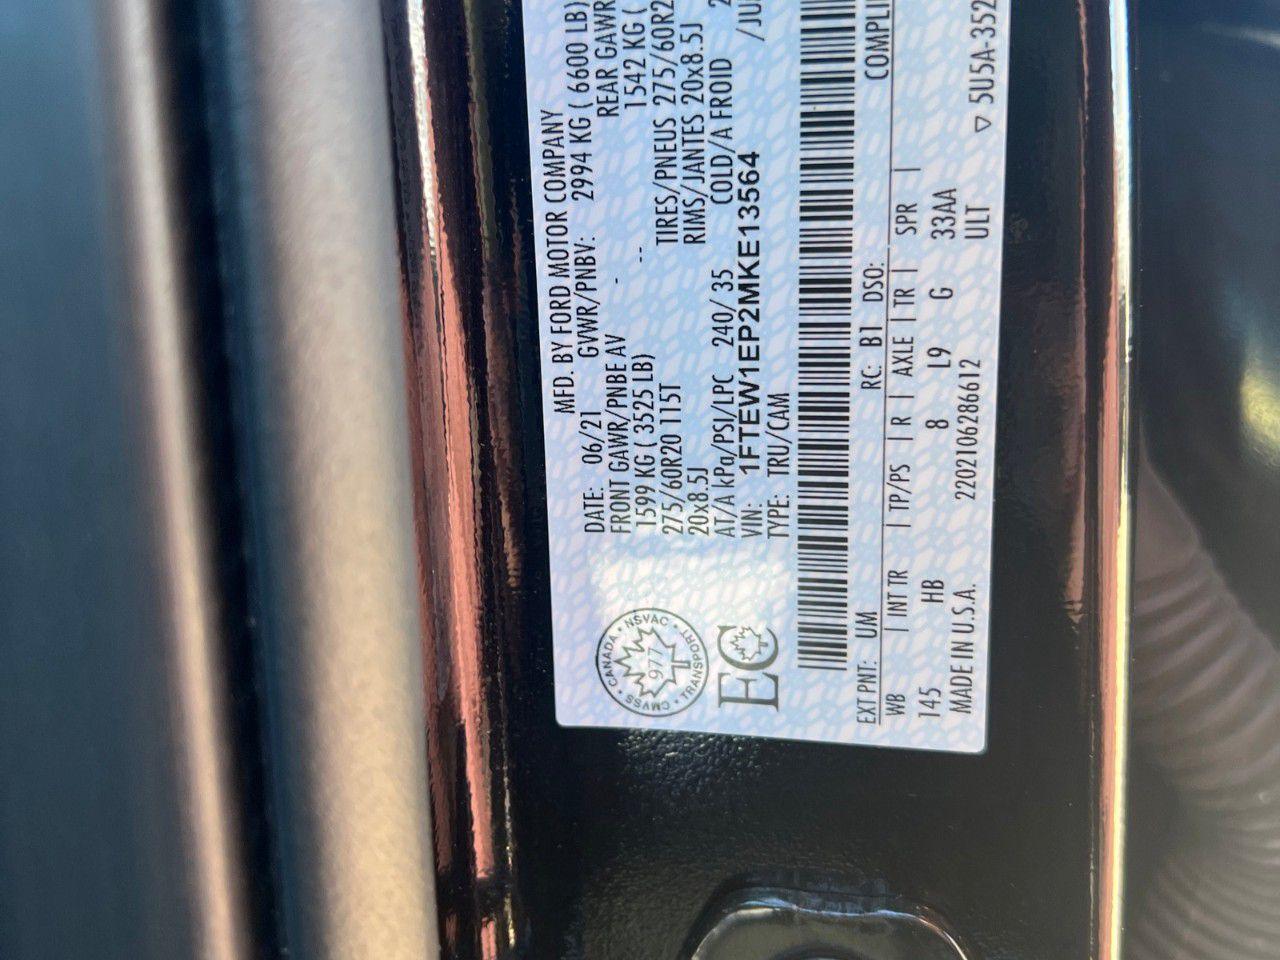 MFD. BY FORD MOTOR COMPANY
DATE: 06/21 GVWR/PNBV: 2994 KG ( 6600 LB)
FRONT GAWR/PNBE AV - REAR GAWR
1599 KG ( 3525 LB) -- 1542 KG (
275/60R20 115T TIRES/PNEUS 275/60R2
20x8.5J RIMS/JANTES 20x8.5J
AT/A kPa/PSI/LPC 240/ 35 COLD/A FROID 2
VIN: 1FTEW1EP2MKE13564 /JU
TYPE: TRU/CAM
CANADA • NSVAC • TRANSPORT • CMVSS •
977
EC
EXT PNT: UM RC: B1 DSO: COMPLI
WB | INT TR | TP/PS | R | AXLE | TR | SPR |
145 HB 8 L9 G 33AA
MADE IN U.S.A. 2202106286612 ULT ▽ 5U5A-352